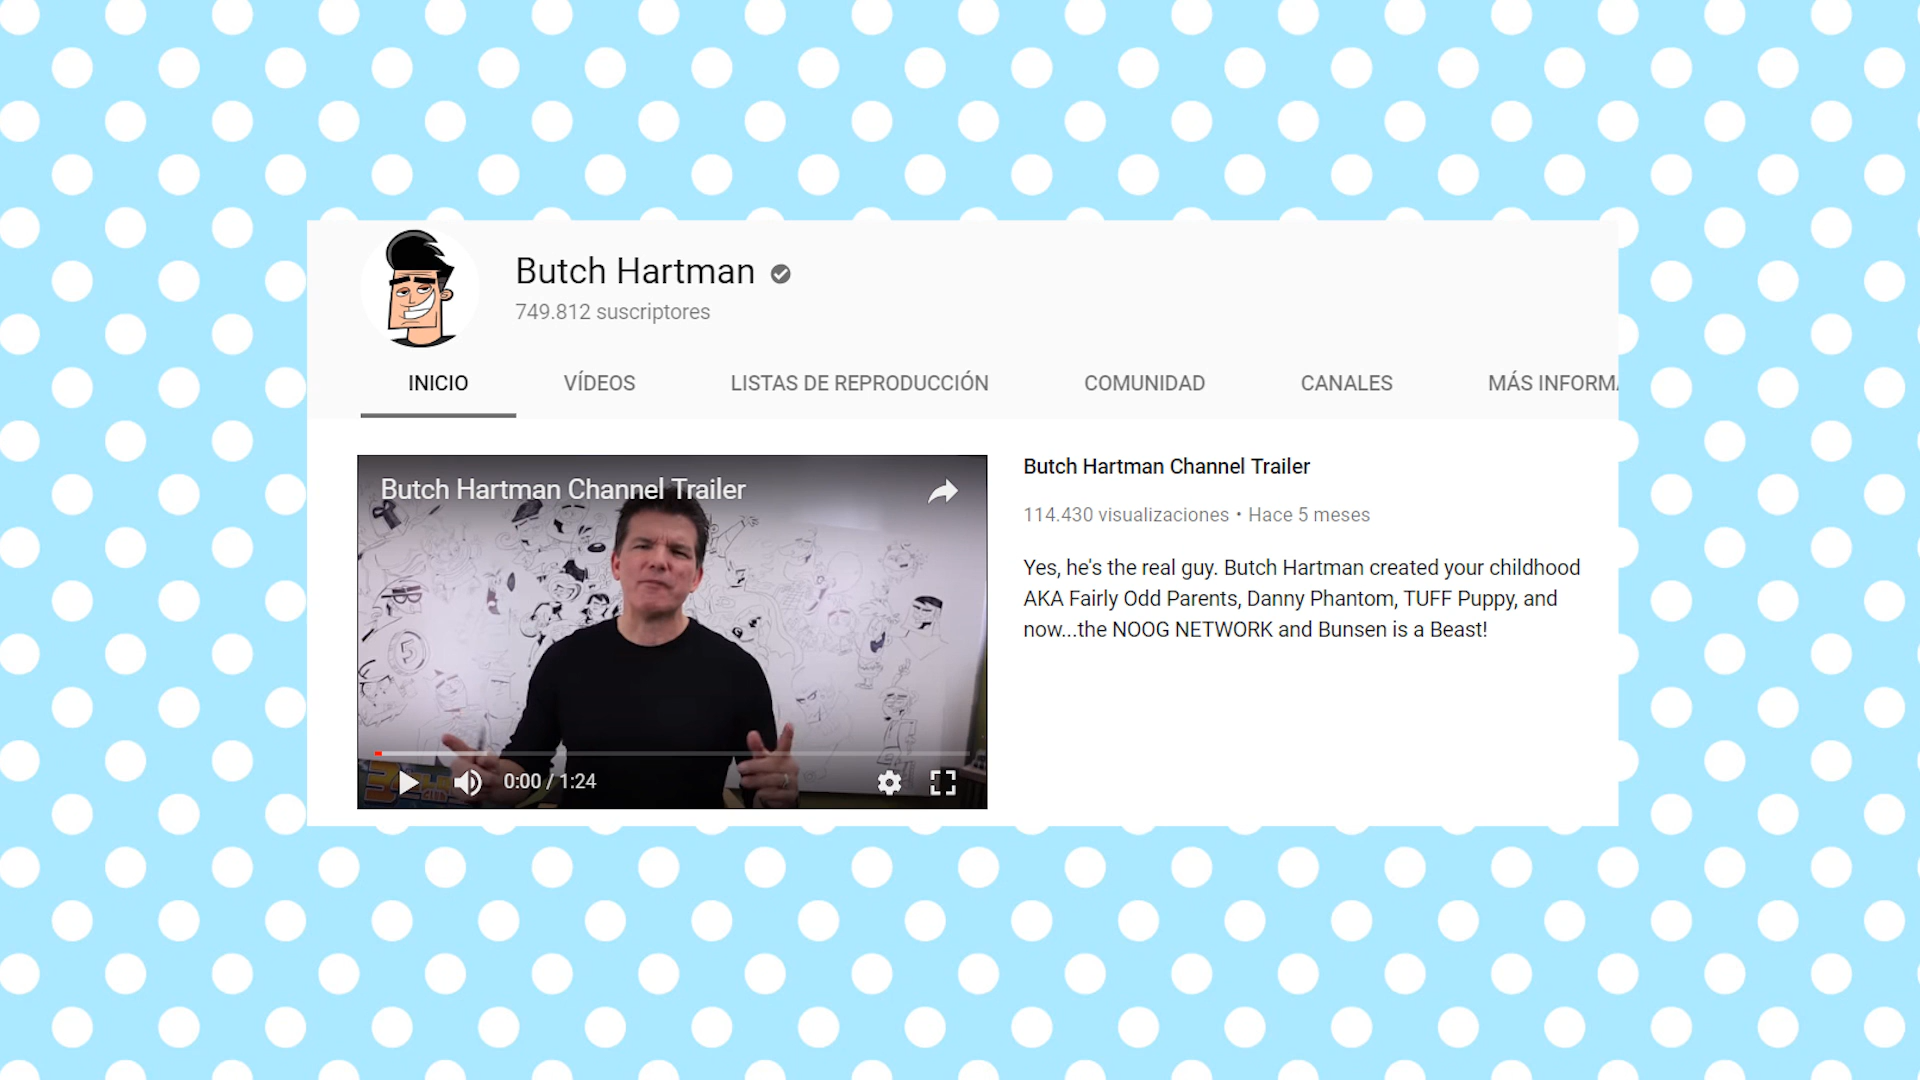 Butch Hartman
749.812 suscriptores
INICIO
VÍDEOS
LISTAS DE REPRODUCCIÓN
COMUNIDAD
CANALES
MÁS INFORMA
Butch Hartman Channel Trailer
5
0:00 / 1:24
Butch Hartman Channel Trailer
114.430 visualizaciones • Hace 5 meses
Yes, he's the real guy. Butch Hartman created your childhood
AKA Fairly Odd Parents, Danny Phantom, TUFF Puppy, and
now...the NOOG NETWORK and Bunsen is a Beast!